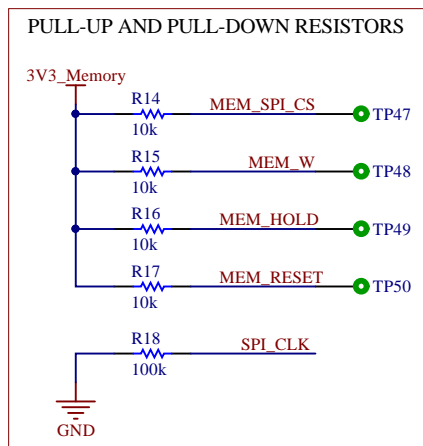 PULL-UP AND PULL-DOWN RESISTORS
3V3_Memory
R14
MEM_SPI_CS
TP47
10k
R15
MEM_W
TP48
10k
R16
MEM_HOLD
TP49
10k
R17
MEM_RESET
TP50
10k
R18
SPI_CLK
100k
GND